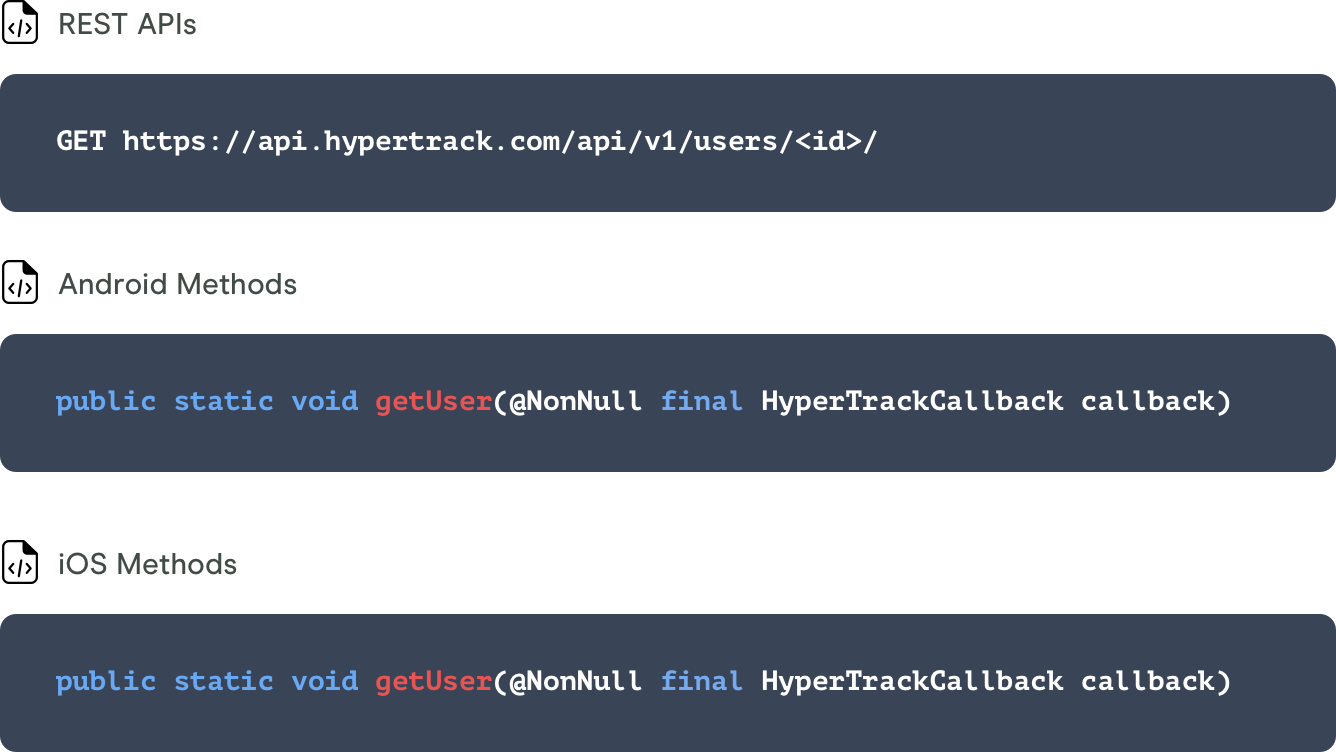 REST APIs
GET https://api.hypertrack.com/api/v1/users/<id>/
Android Methods
public static void getUser(@NonNull final HyperTrackCallback callback)
iOS Methods
public static void getUser(@NonNull final HyperTrackCallback callback)